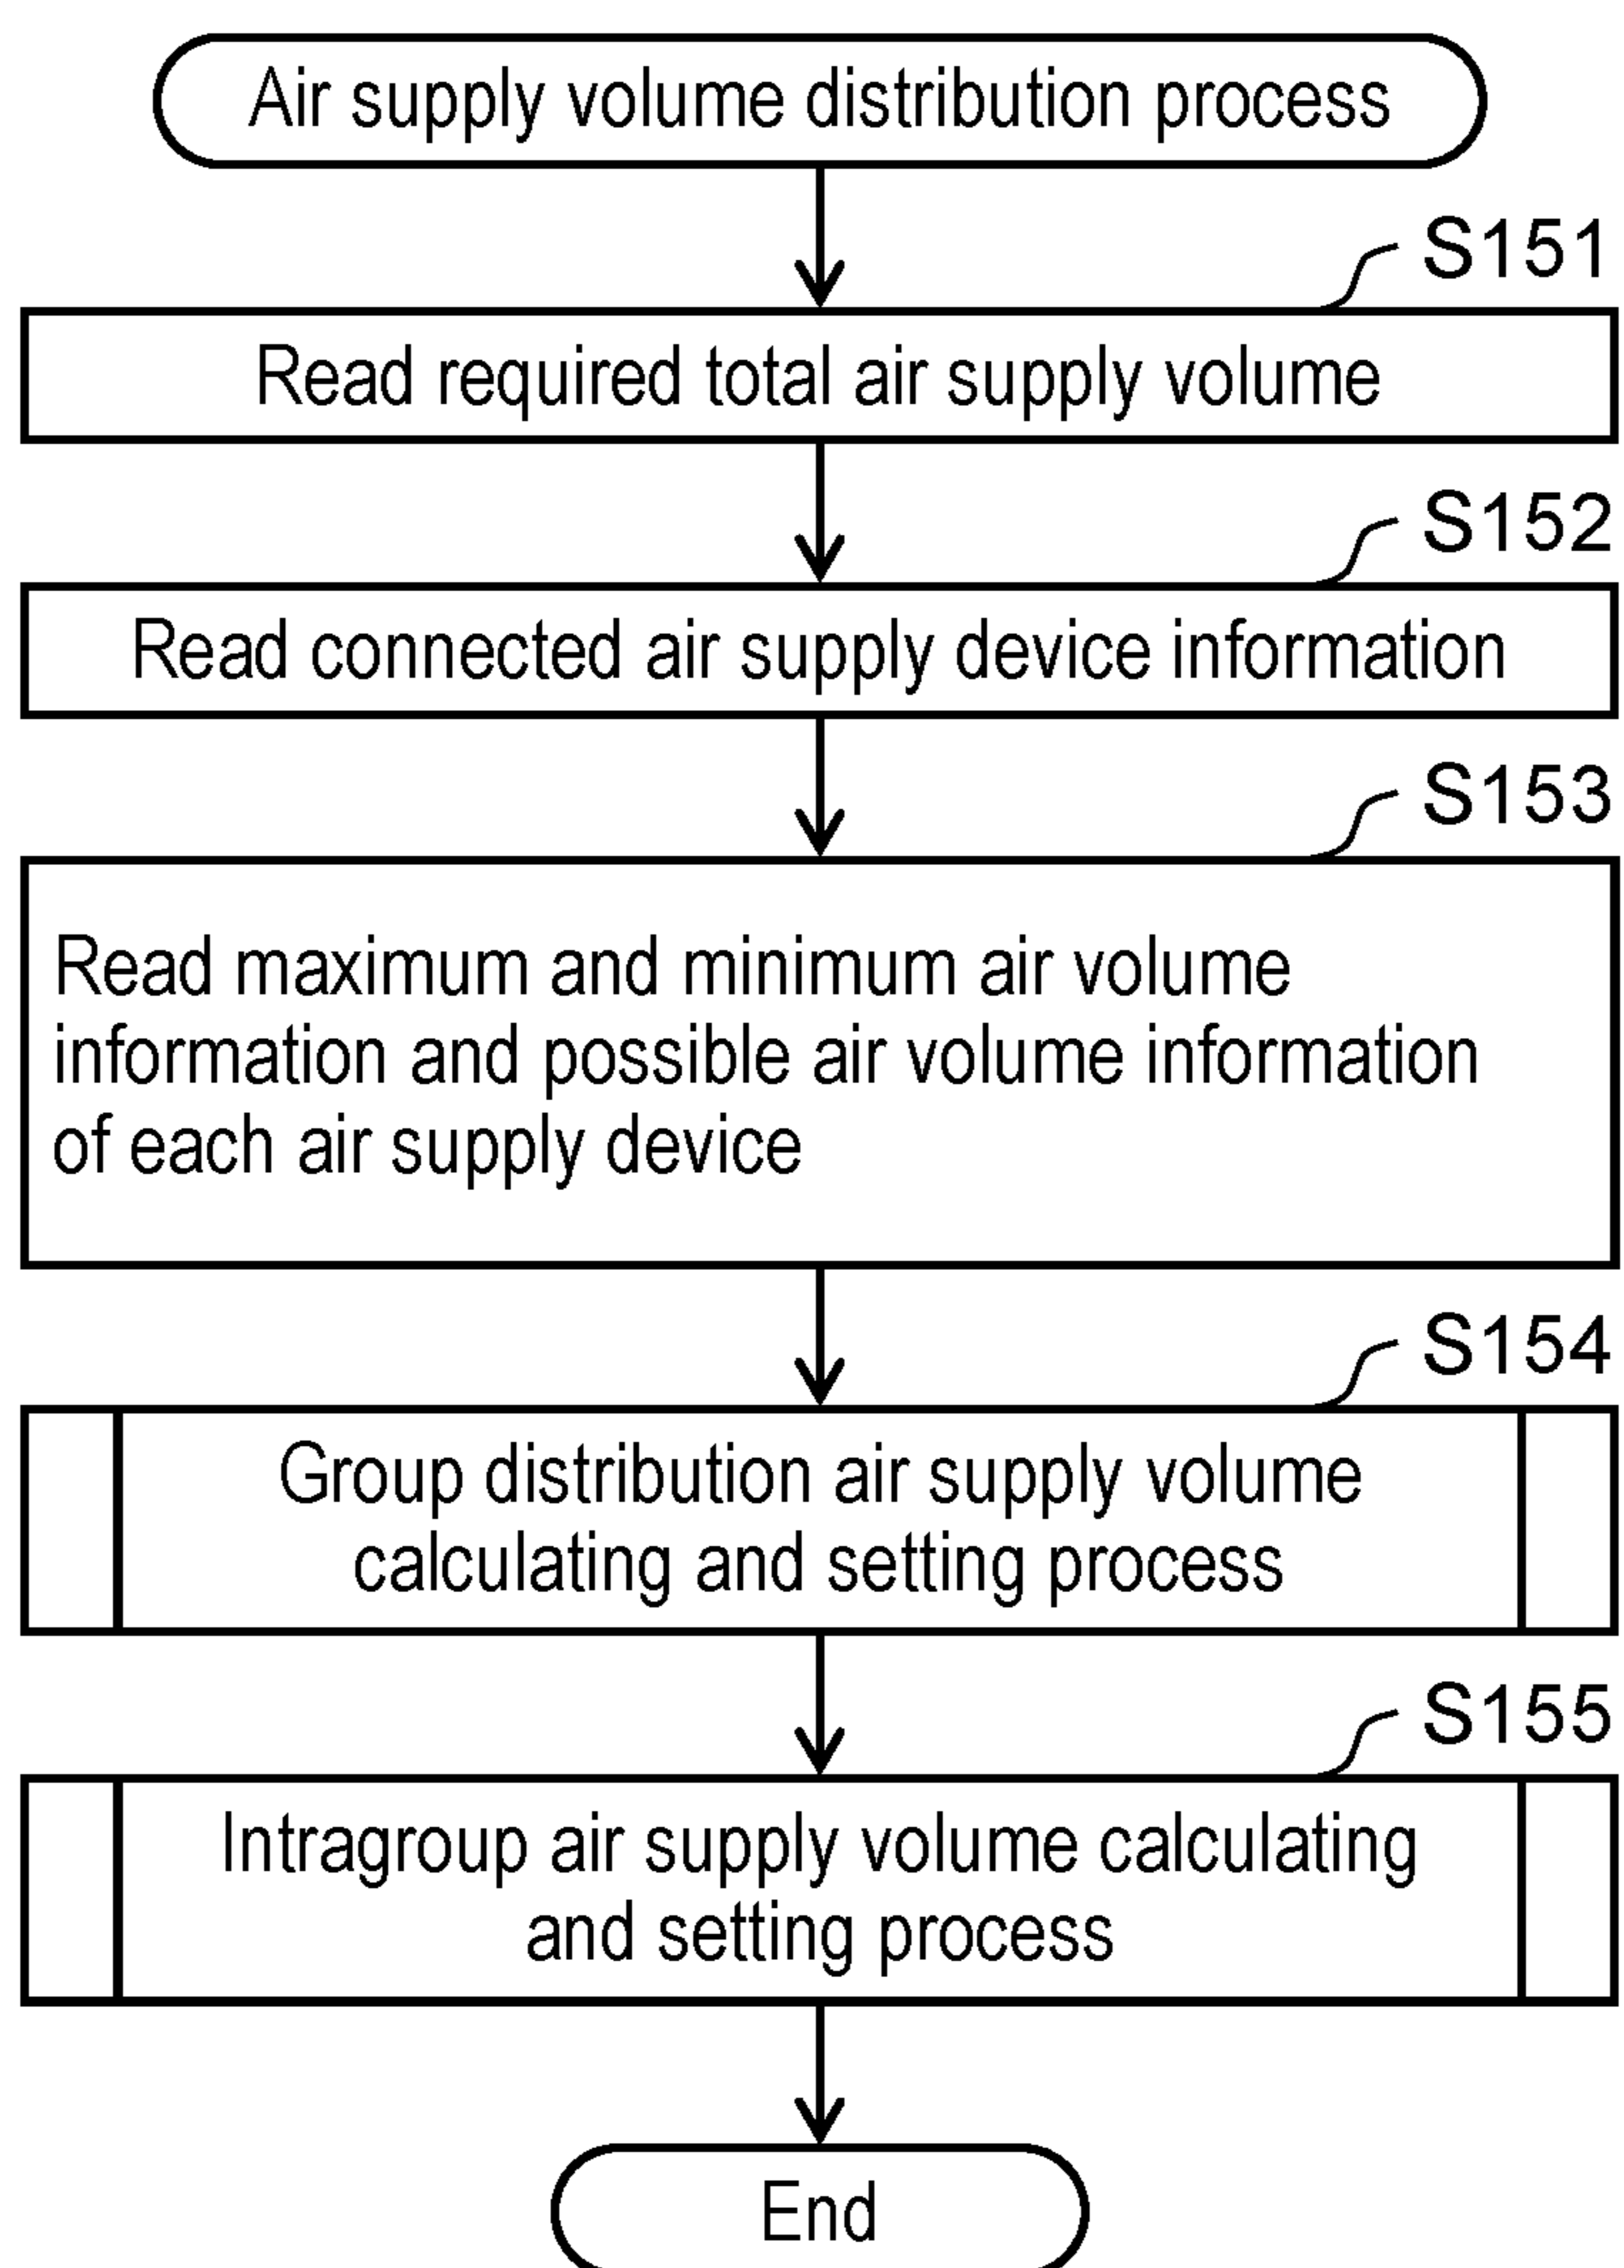 Air supply volume distribution process
S151
Read required total air supply volume
S152
Read connected air supply device information
S153
Read maximum and minimum air volume
information and possible air volume information
of each air supply device
S154
Group distribution air supply volume
calculating and setting process
S155
Intragroup air supply volume calculating
and setting process
End